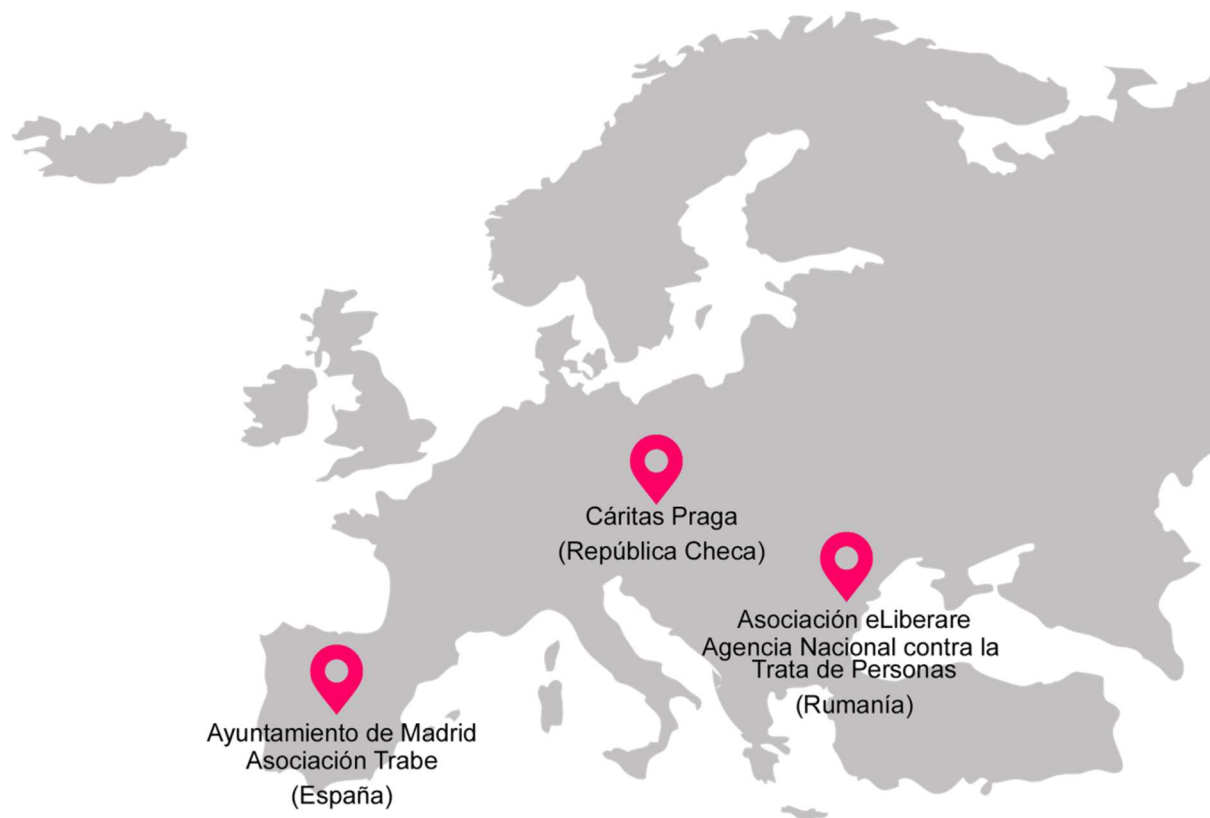 Cáritas Praga
(República Checa)
Asociación eLiberare
Agencia Nacional contra la
Trata de Personas
(Rumanía)
Ayuntamiento de Madrid
Asociación Trabe
(España)